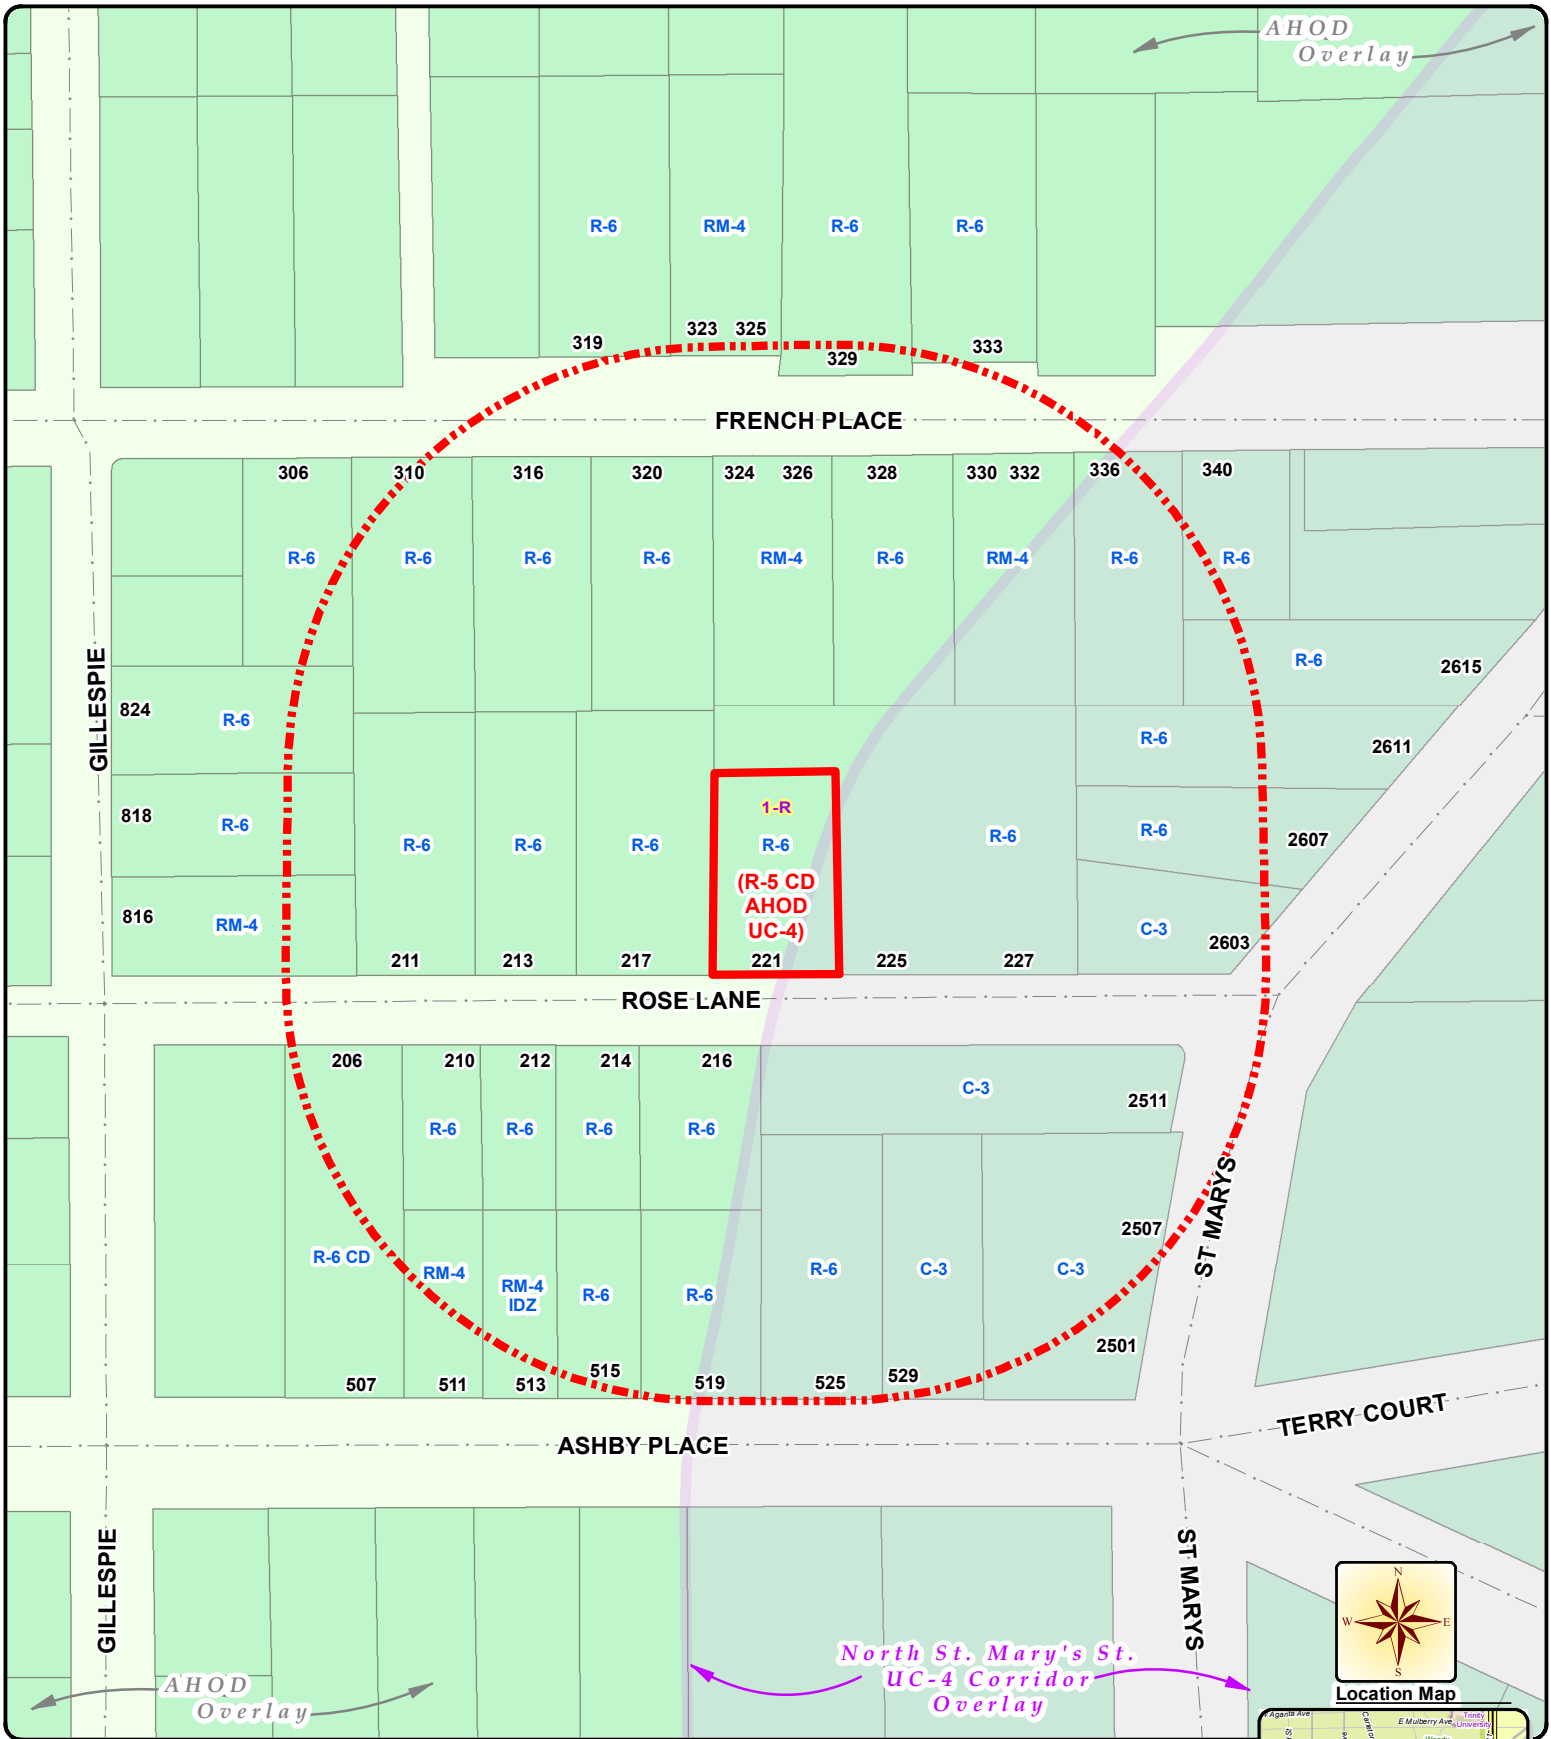 AHOD
Overlay
R-6
RM-4
R-6
R-6
319
323
325
329
333
FRENCH PLACE
306
310
316
320
324
326
328
330
332
336
340
R-6
R-6
R-6
R-6
RM-4
R-6
RM-4
R-6
R-6
GILLESPIE
824
R-6
R-6
2615
R-6
2611
818
R-6
R-6
R-6
R-6
1-R
R-6
(R-5 CD
AHOD
UC-4)
R-6
R-6
2607
816
RM-4
C-3
2603
211
213
217
221
225
227
ROSE LANE
206
210
212
214
216
C-3
2511
R-6
R-6
R-6
R-6
ST MARYS
2507
R-6 CD
RM-4
RM-4
IDZ
R-6
R-6
R-6
C-3
C-3
2501
507
511
513
515
519
525
529
TERRY COURT
ASHBY PLACE
GILLESPIE
ST MARYS
N
W
E
S
North St. Mary's St.
UC-4 Corridor
Overlay
AHOD
Overlay
Location Map
E Mulberry Ave
Trinity
University